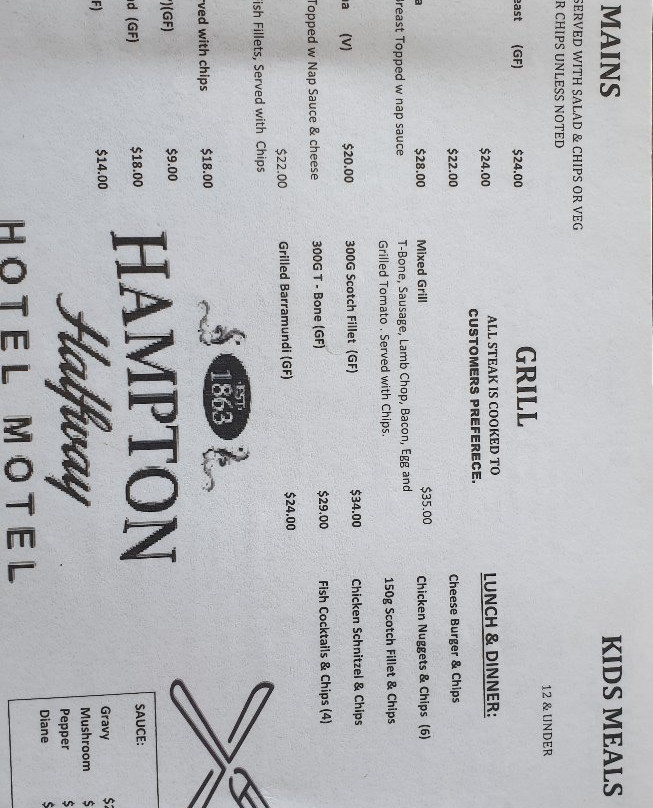 MAINS
SERVED WITH SALAD & CHIPS OR VEG
R CHIPS UNLESS NOTED
east (GF) $24.00
$24.00
$22.00
a $28.00
Breast Topped w nap sauce
na (V) $20.00
Topped w Nap Sauce & cheese
$22.00
ish Fillets, Served with Chips
$18.00
rved with chips
)(GF) $9.00
d (GF) $18.00
F) $14.00
GRILL
ALL STEAK IS COOKED TO
CUSTOMERS PREFERECE.
Mixed Grill $35.00
T-Bone, Sausage, Lamb Chop, Bacon, Egg and
Grilled Tomato . Served with Chips.
300G Scotch Fillet (GF) $34.00
300G T - Bone (GF) $29.00
Grilled Barramundi (GF) $24.00
EST.
1863
HAMPTON
Halfway
HOTEL MOTEL
KIDS MEALS
12 & UNDER
LUNCH & DINNER:
Cheese Burger & Chips
Chicken Nuggets & Chips (6)
150g Scotch Fillet & Chips
Chicken Schnitzel & Chips
Fish Cocktails & Chips (4)
SAUCE:
Gravy $2
Mushroom $
Pepper $
Diane $